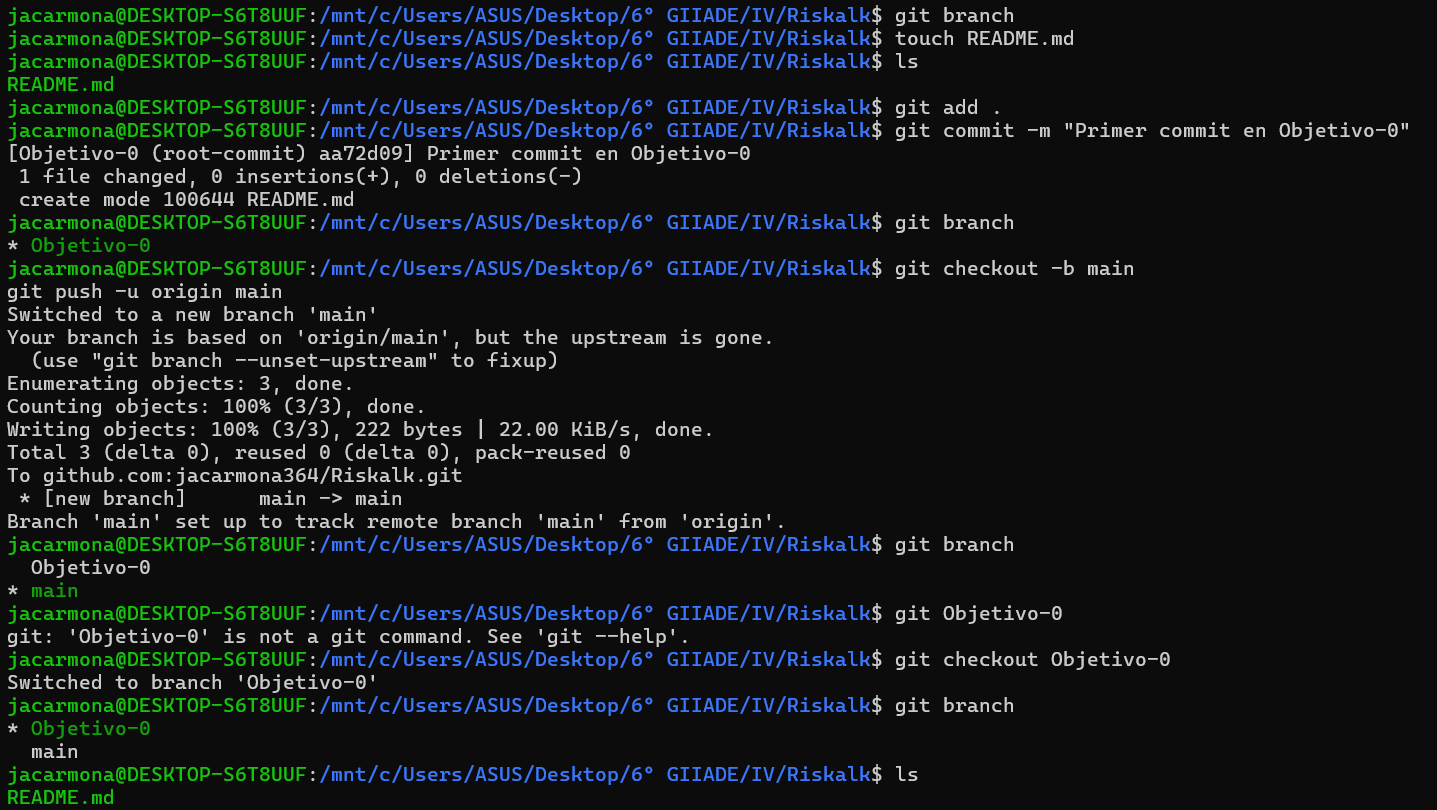 jacarmona@DESKTOP-S6T8UUF:/mnt/c/Users/ASUS/Desktop/6° GIIADE/IV/Riskalk$ git branch
jacarmona@DESKTOP-S6T8UUF:/mnt/c/Users/ASUS/Desktop/6° GIIADE/IV/Riskalk$ touch README.md
jacarmona@DESKTOP-S6T8UUF:/mnt/c/Users/ASUS/Desktop/6° GIIADE/IV/Riskalk$ ls
README.md
jacarmona@DESKTOP-S6T8UUF:/mnt/c/Users/ASUS/Desktop/6° GIIADE/IV/Riskalk$ git add .
jacarmona@DESKTOP-S6T8UUF:/mnt/c/Users/ASUS/Desktop/6° GIIADE/IV/Riskalk$ git commit -m "Primer commit en Objetivo-0"
[Objetivo-0 (root-commit) aa72d09] Primer commit en Objetivo-0
 1 file changed, 0 insertions(+), 0 deletions(-)
 create mode 100644 README.md
jacarmona@DESKTOP-S6T8UUF:/mnt/c/Users/ASUS/Desktop/6° GIIADE/IV/Riskalk$ git branch
* Objetivo-0
jacarmona@DESKTOP-S6T8UUF:/mnt/c/Users/ASUS/Desktop/6° GIIADE/IV/Riskalk$ git checkout -b main
git push -u origin main
Switched to a new branch 'main'
Your branch is based on 'origin/main', but the upstream is gone.
  (use "git branch --unset-upstream" to fixup)
Enumerating objects: 3, done.
Counting objects: 100% (3/3), done.
Writing objects: 100% (3/3), 222 bytes | 22.00 KiB/s, done.
Total 3 (delta 0), reused 0 (delta 0), pack-reused 0
To github.com:jacarmona364/Riskalk.git
 * [new branch]      main -> main
Branch 'main' set up to track remote branch 'main' from 'origin'.
jacarmona@DESKTOP-S6T8UUF:/mnt/c/Users/ASUS/Desktop/6° GIIADE/IV/Riskalk$ git branch
  Objetivo-0
* main
jacarmona@DESKTOP-S6T8UUF:/mnt/c/Users/ASUS/Desktop/6° GIIADE/IV/Riskalk$ git Objetivo-0
git: 'Objetivo-0' is not a git command. See 'git --help'.
jacarmona@DESKTOP-S6T8UUF:/mnt/c/Users/ASUS/Desktop/6° GIIADE/IV/Riskalk$ git checkout Objetivo-0
Switched to branch 'Objetivo-0'
jacarmona@DESKTOP-S6T8UUF:/mnt/c/Users/ASUS/Desktop/6° GIIADE/IV/Riskalk$ git branch
* Objetivo-0
  main
jacarmona@DESKTOP-S6T8UUF:/mnt/c/Users/ASUS/Desktop/6° GIIADE/IV/Riskalk$ ls
README.md